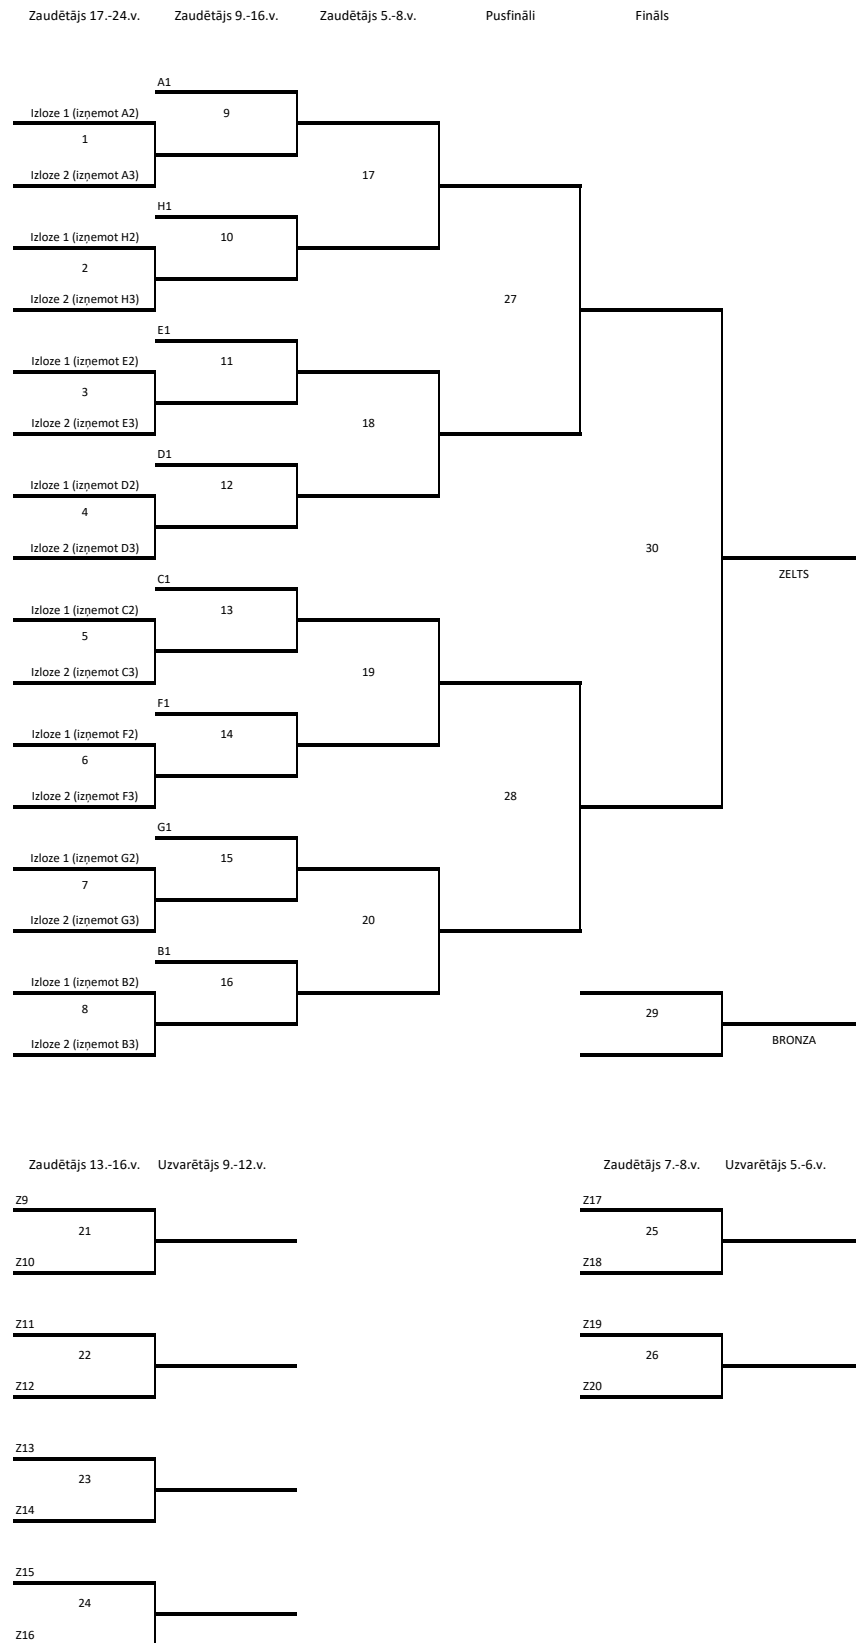 Zaudētājs 17.-24.v. Zaudētājs 9.-16.v. Zaudētājs 5.-8.v. Pusfināli Fināls
A1
Izloze 1 (izņemot A2) 9
1
Izloze 2 (izņemot A3) 17
H1
Izloze 1 (izņemot H2) 10
2
Izloze 2 (izņemot H3) 27
E1
Izloze 1 (izņemot E2) 11
3
Izloze 2 (izņemot E3) 18
D1
Izloze 1 (izņemot D2) 12
4
Izloze 2 (izņemot D3) 30
ZELTS
C1
Izloze 1 (izņemot C2) 13
5
Izloze 2 (izņemot C3) 19
F1
Izloze 1 (izņemot F2) 14
6
Izloze 2 (izņemot F3) 28
G1
Izloze 1 (izņemot G2) 15
7
Izloze 2 (izņemot G3) 20
B1
Izloze 1 (izņemot B2) 16
8 29
Izloze 2 (izņemot B3) BRONZA
Zaudētājs 13.-16.v. Uzvarētājs 9.-12.v. Zaudētājs 7.-8.v. Uzvarētājs 5.-6.v.
Z9 Z17
21 25
Z10 Z18
Z11 Z19
22 26
Z12 Z20
Z13
23
Z14
Z15
24
Z16